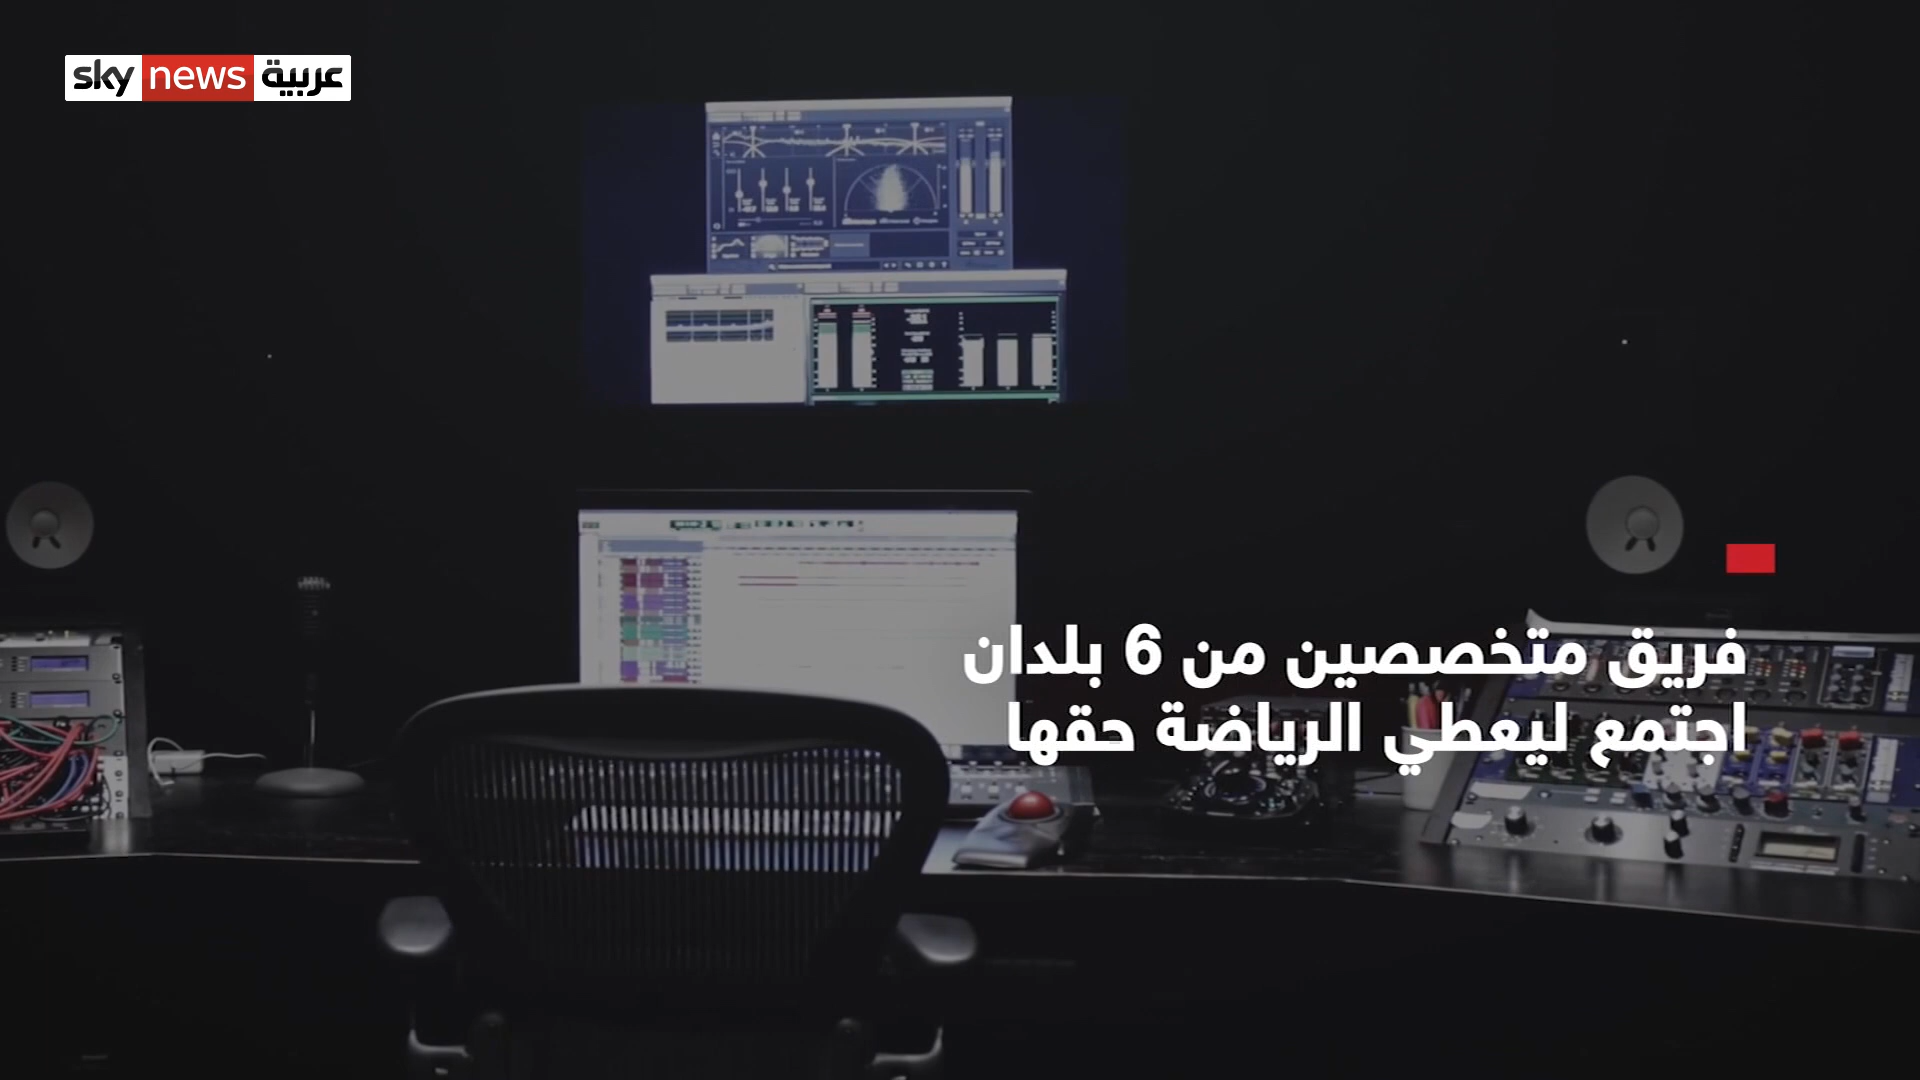 sky news عربية
فريق متخصصين من 6 بلدان
اجتمع ليعطي الرياضة حقها